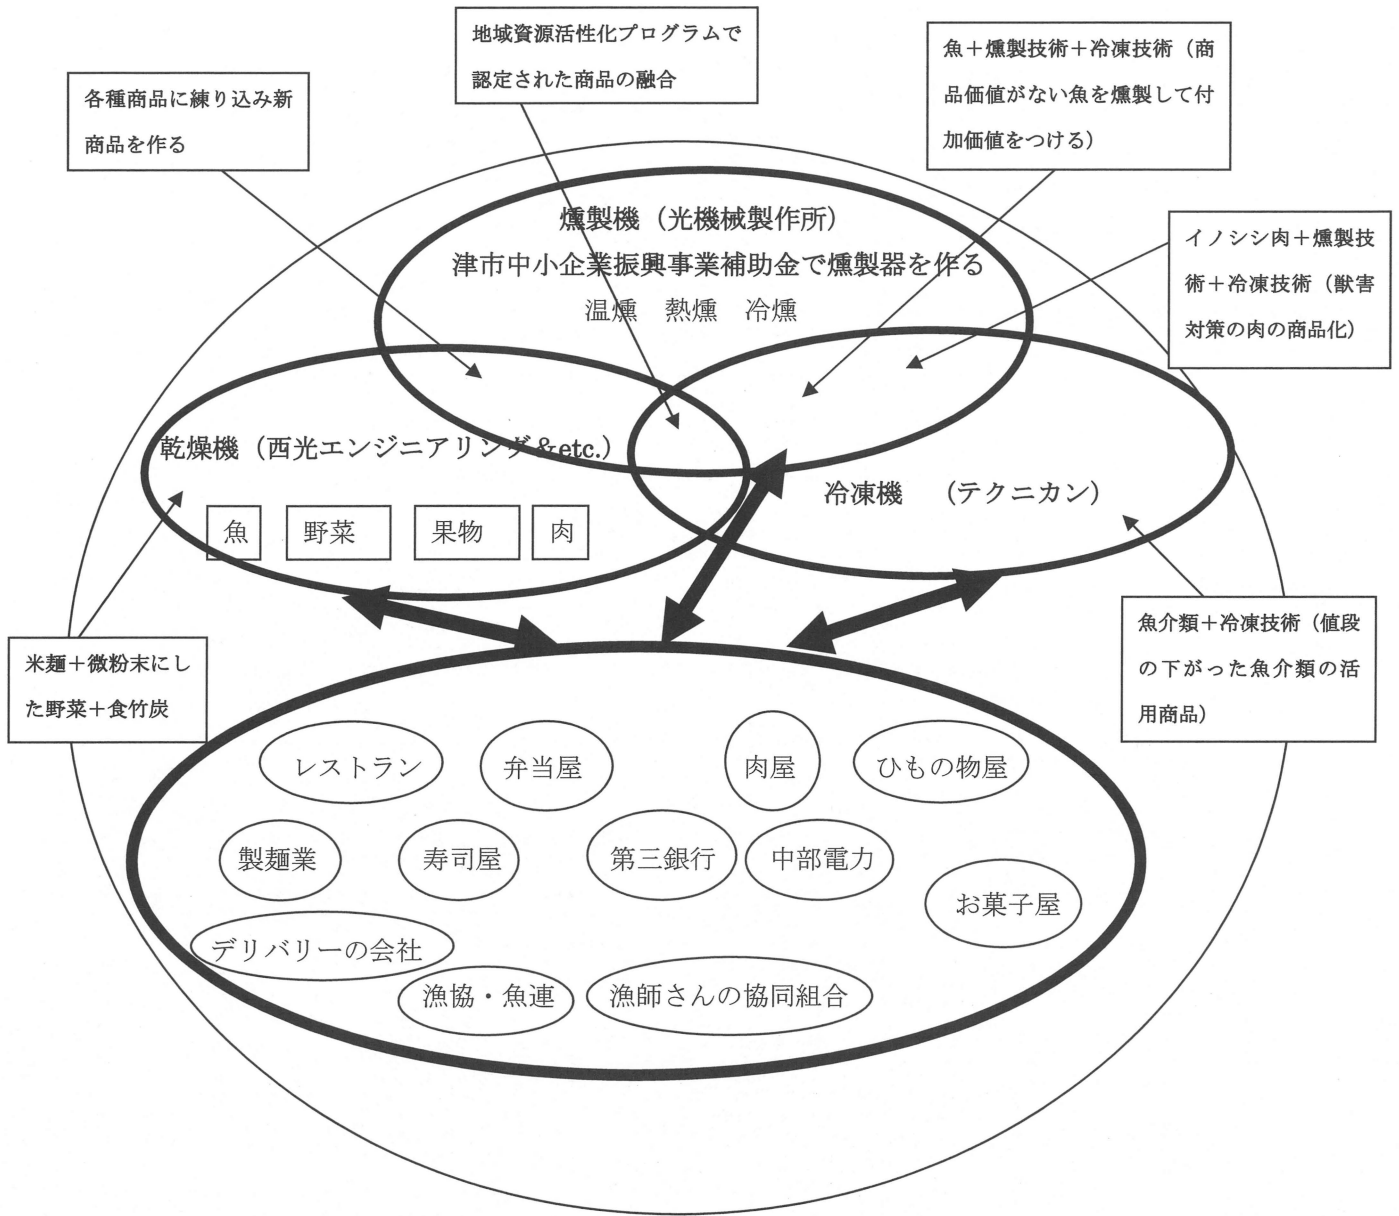 地域資源活性化プログラムで
認定された商品の融合
魚＋燻製技術＋冷凍技術（商
品価値がない魚を燻製して付
加価値をつける）
各種商品に練り込み新
商品を作る
燻製機（光機械製作所）
津市中小企業振興事業補助金で燻製器を作る
温燻　熱燻　冷燻
イノシシ肉＋燻製技
術＋冷凍技術（獣害
対策の肉の商品化）
乾燥機（西光エンジニアリング＆etc.）
魚
野菜
果物
肉
冷凍機　（テクニカン）
米麺＋微粉末にし
た野菜＋食竹炭
魚介類＋冷凍技術（値段
の下がった魚介類の活
用商品）
レストラン
弁当屋
肉屋
ひもの物屋
製麺業
寿司屋
第三銀行
中部電力
お菓子屋
デリバリーの会社
漁協・魚連
漁師さんの協同組合